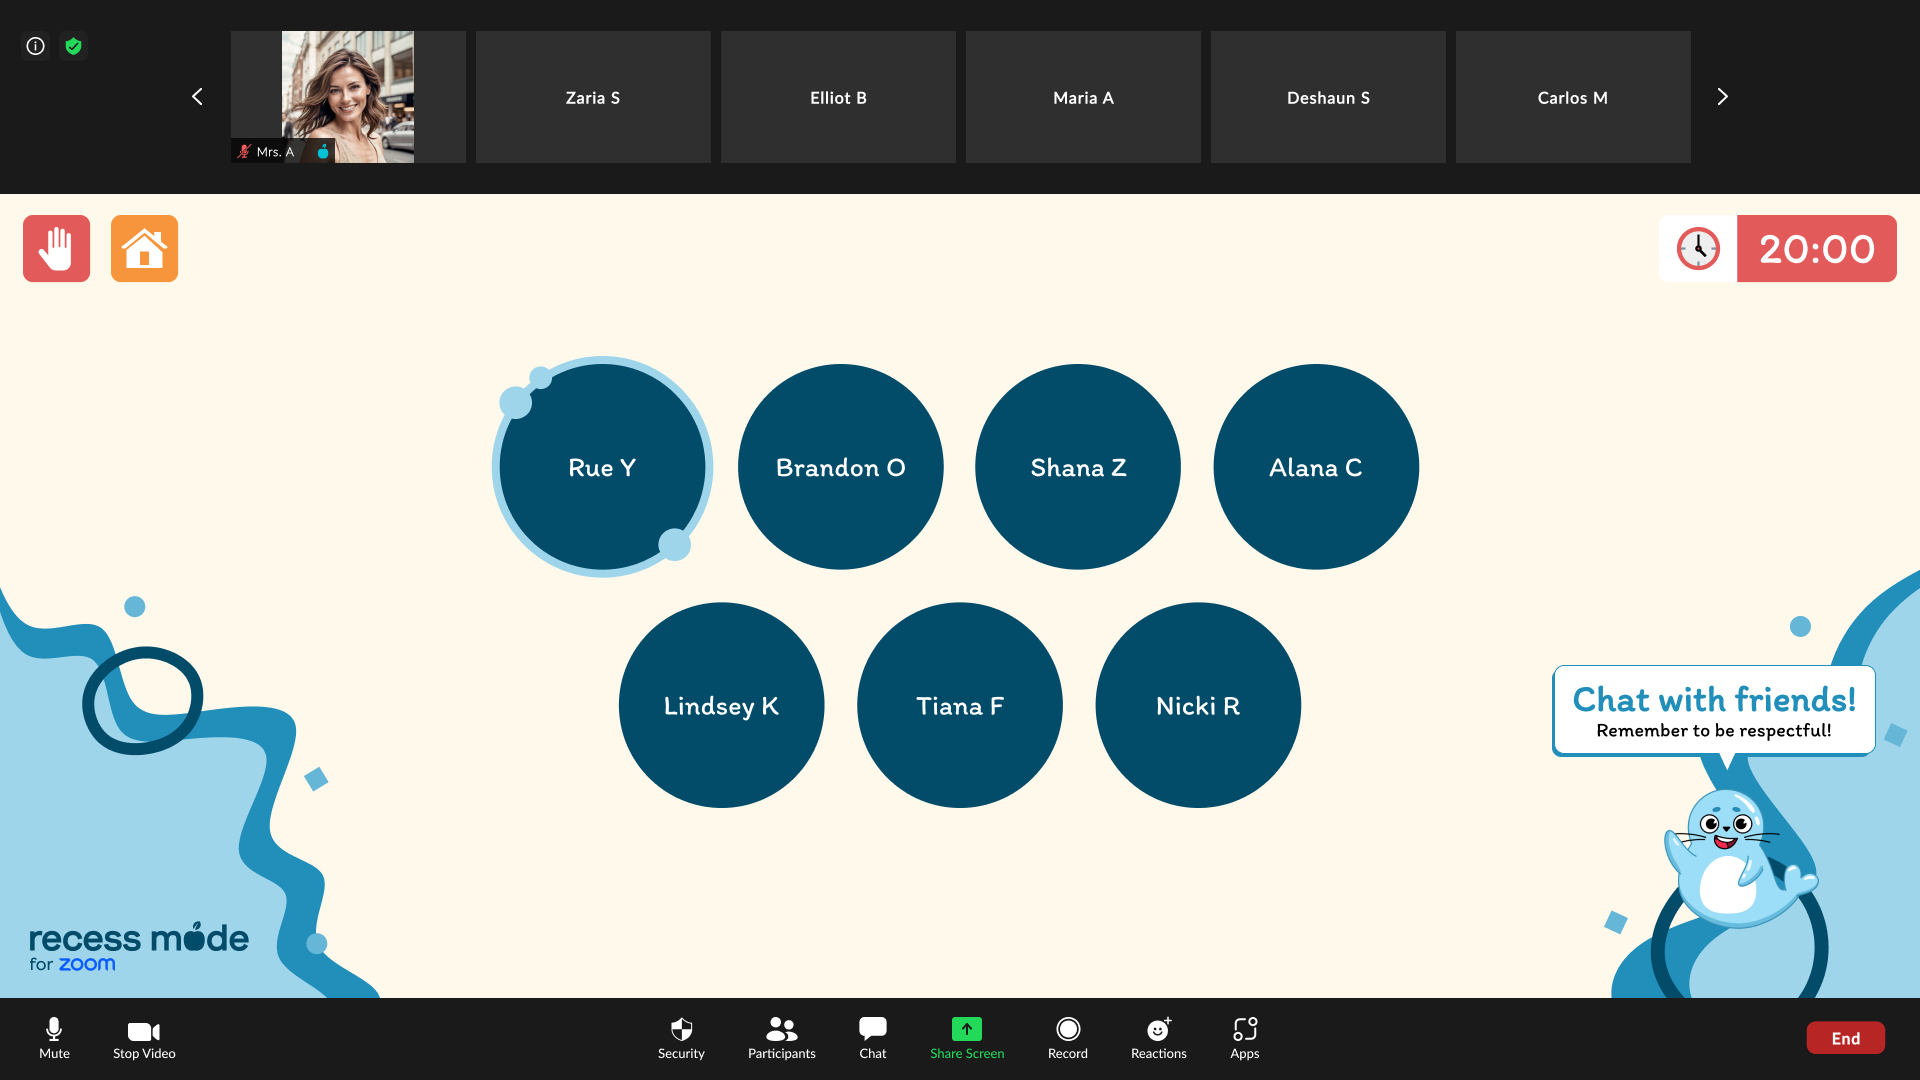 Mrs. A
Zaria S
Elliot B
Maria A
Deshaun S
Carlos M
20:00
Rue Y
Brandon O
Shana Z
Alana C
Lindsey K
Tiana F
Nicki R
Chat with friends!
Remember to be respectful!
recess mode
for zoom
Mute
Stop Video
Security
Participants
Chat
Share Screen
Record
Reactions
Apps
End